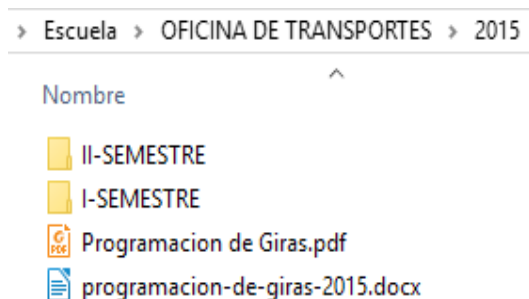 > Escuela > OFICINA DE TRANSPORTES > 2015
Nombre
II-SEMESTRE
I-SEMESTRE
Programacion de Giras.pdf
programacion-de-giras-2015.docx